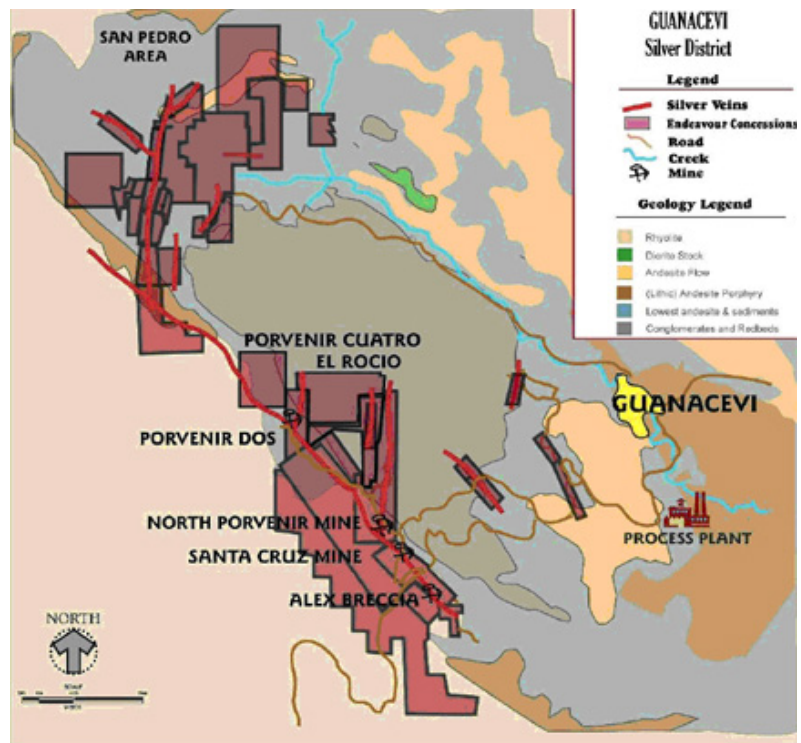 SAN PEDRO
AREA
GUANACEVI
Silver District
Legend
Silver Veins
Endeavour Concessions
Road
Creek
Mine
Geology Legend
Rhyolite
Diorite Stock
Andesite Flow
(Lithic) Andesite Porphyry
Lowest andesite & sediments
Conglomerates and Redbeds
PORVENIR CUATRO
EL ROCIO
GUANACEVI
PORVENIR DOS
NORTH PORVENIR MINE
PROCESS PLANT
SANTA CRUZ MINE
ALEX BRECCIA
NORTH
SCALE